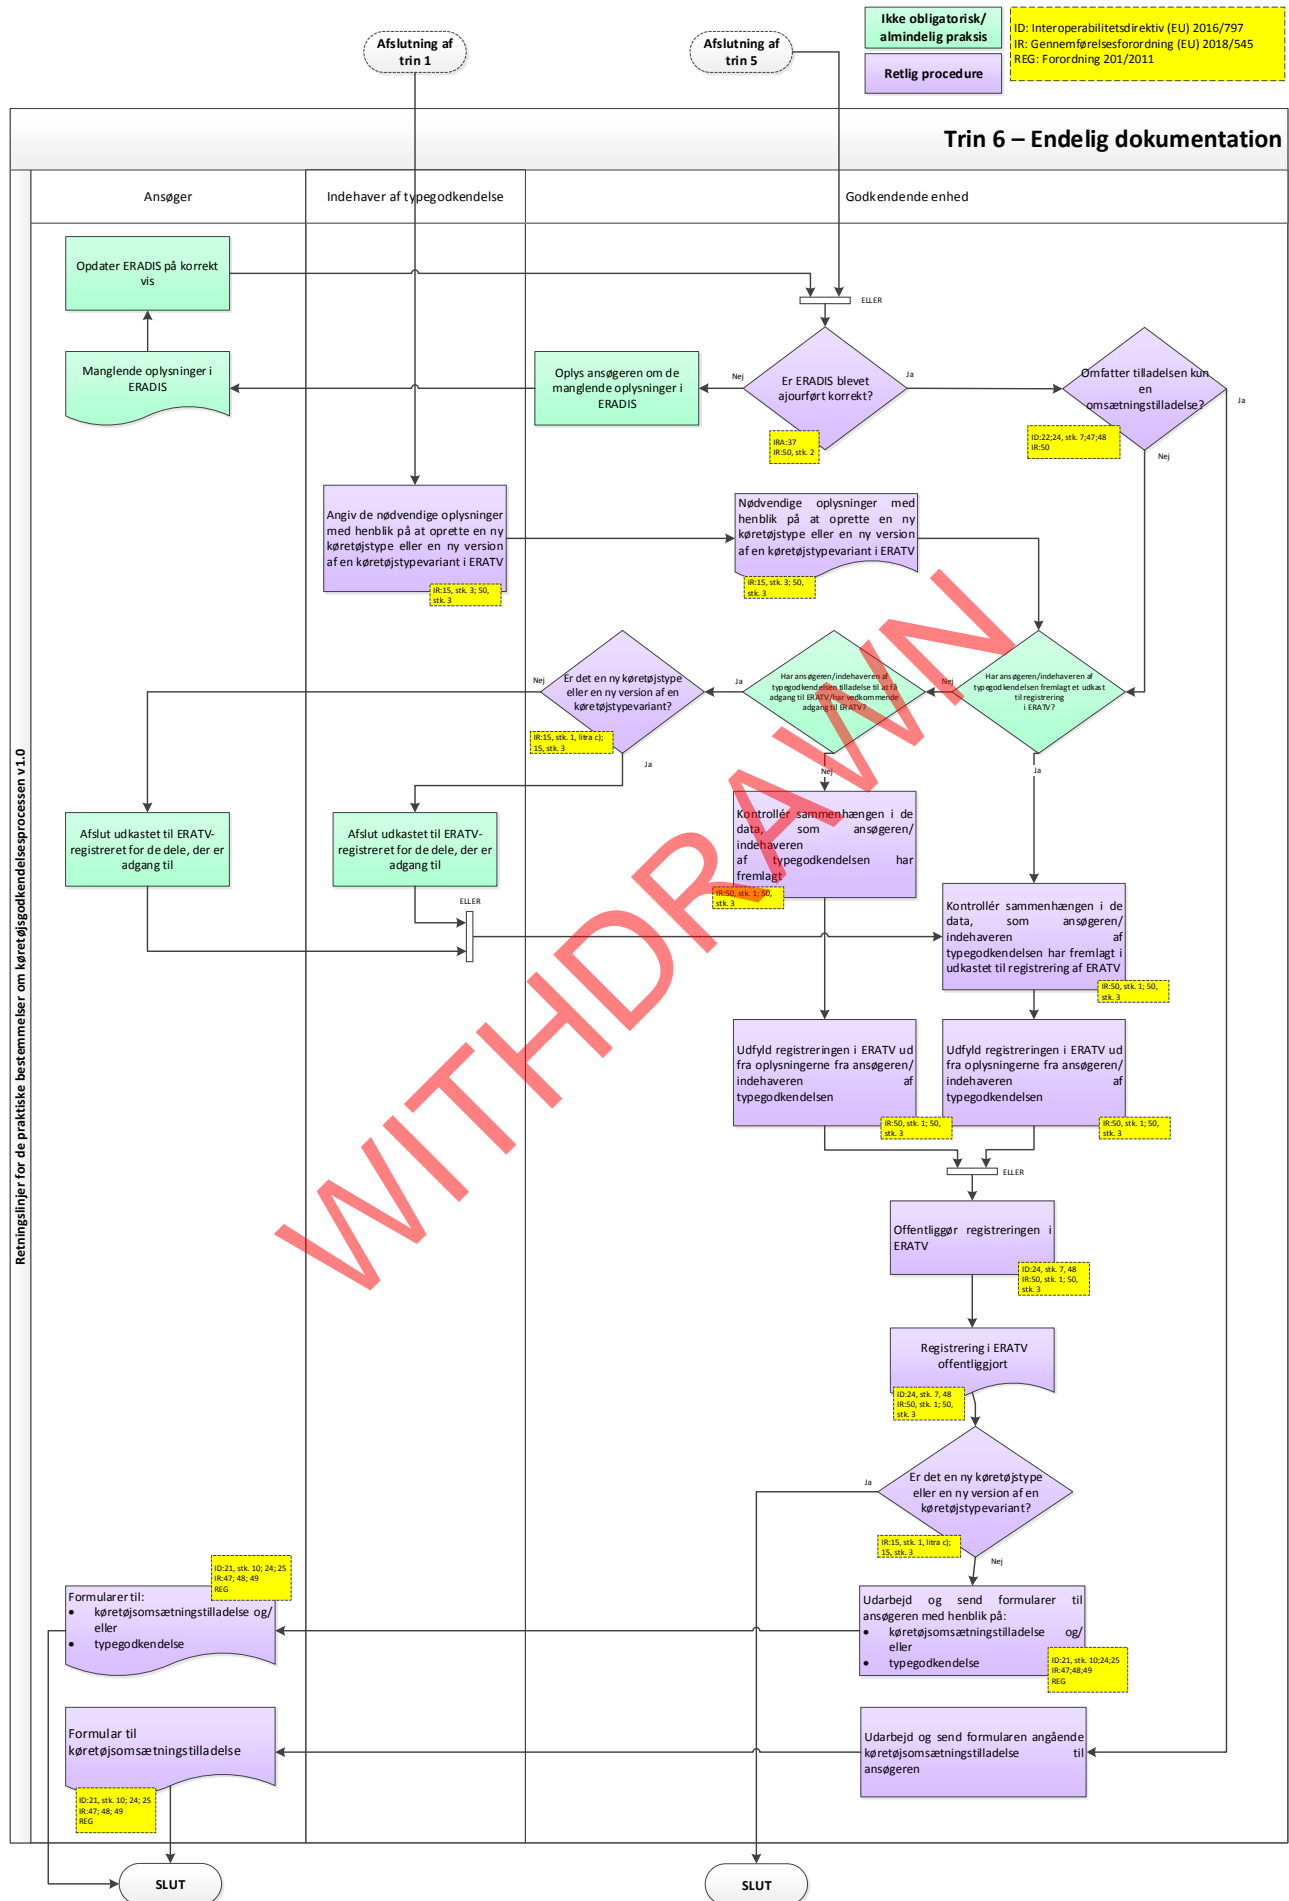 Afslutning af
trin 1
Afslutning af
trin 5
Ikke obligatorisk/
almindelig praksis
Retlig procedure
ID: Interoperabilitetsdirektiv (EU) 2016/797
IR: Gennemførelsesforordning (EU) 2018/545
REG: Forordning 201/2011
Trin 6 – Endelig dokumentation
Retningslinjer for de praktiske bestemmelser om køretøjsgodkendelsesprocessen v1.0
Ansøger
Indehaver af typegodkendelse
Godkendende enhed
Opdater ERADIS på korrekt
vis
ELLER
Manglende oplysninger i
ERADIS
Oplys ansøgeren om de
manglende oplysninger i
ERADIS
Nej
Er ERADIS blevet
ajourført korrekt?
Ja
IRA:37
IR:50, stk. 2
Omfatter tilladelsen kun
en
omsætningstilladelse?
Ja
ID:22;24, stk. 7;47;48
IR:50
Nej
Angiv de nødvendige oplysninger
med henblik på at oprette en ny
køretøjstype eller en ny version
af en køretøjstypevariant i ERATV
IR:15, stk. 3; 50,
stk. 3
Nødvendige oplysninger med
henblik på at oprette en ny
køretøjstype eller en ny version
af en køretøjstypevariant i ERATV
IR:15, stk. 3; 50,
stk. 3
Nej
Er det en ny køretøjstype
eller en ny version af en
køretøjstypevariant?
IR:15, stk. 1, litra c);
15, stk. 3
Ja
Ja
Har ansøgeren/indehaveren af
typegodkendelsen tilladelse til at få
adgang til ERATV/har vedkommende
adgang til ERATV?
Nej
Nej
Har ansøgeren/indehaveren af
typegodkendelsen fremlagt et udkast
til registrering
i ERATV?
Ja
Afslut udkastet til ERATV-
registreret for de dele, der er
adgang til
Afslut udkastet til ERATV-
registreret for de dele, der er
adgang til
ELLER
Kontrollér sammenhængen i de
data, som ansøgeren/
indehaveren
af typegodkendelsen har
fremlagt
IR:50, stk. 1; 50,
stk. 3
Kontrollér sammenhængen i de
data, som ansøgeren/
indehaveren af
typegodkendelsen har fremlagt i
udkastet til registrering af ERATV
IR:50, stk. 1; 50,
stk. 3
Udfyld registreringen i ERATV ud
fra oplysningerne fra ansøgeren/
indehaveren af
typegodkendelsen
IR:50, stk. 1; 50,
stk. 3
Udfyld registreringen i ERATV ud
fra oplysningerne fra ansøgeren/
indehaveren af
typegodkendelsen
IR:50, stk. 1; 50,
stk. 3
ELLER
Offentliggør registreringen i
ERATV
ID:24, stk. 7, 48
IR:50, stk. 1; 50,
stk. 3
Registrering i ERATV
offentliggjort
ID:24, stk. 7, 48
IR:50, stk. 1; 50,
stk. 3
Ja
Er det en ny køretøjstype
eller en ny version af en
køretøjstypevariant?
IR:15, stk. 1, litra c);
15, stk. 3
Nej
ID:21, stk. 10; 24; 25
IR:47; 48; 49
REG
Formularer til:
• køretøjsomsætningstilladelse og/
eller
• typegodkendelse
Udarbejd og send formularer til
ansøgeren med henblik på:
• køretøjsomsætningstilladelse og/
eller
• typegodkendelse
ID:21, stk. 10;24;25
IR:47;48;49
REG
Formular til
køretøjsomsætningstilladelse
ID:21, stk. 10; 24; 25
IR:47; 48; 49
REG
Udarbejd og send formularen angående
køretøjsomsætningstilladelse til
ansøgeren
SLUT
SLUT
WITHDRAWN